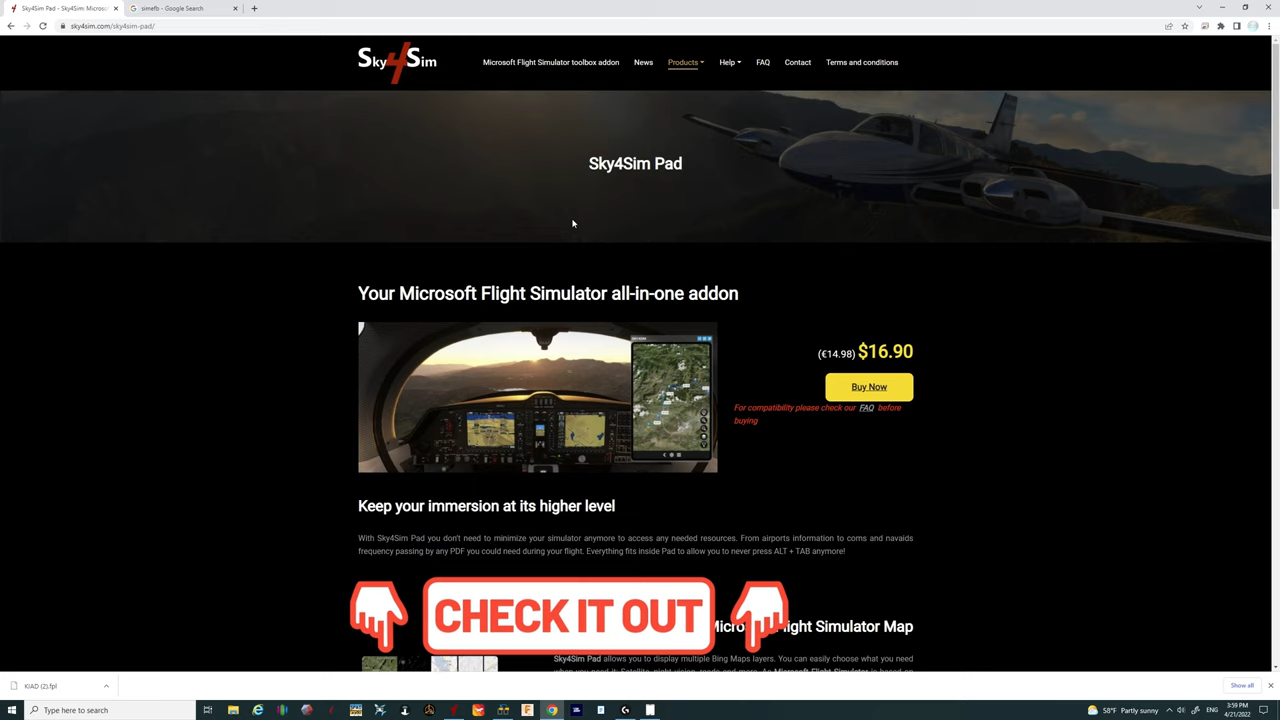 Sky4Sim Pad - Sky4Sim: Microso
simefb - Google Search
sky4sim.com/sky4sim-pad/
Sky4Sim
Microsoft Flight Simulator toolbox addon
News
Products
Help
FAQ
Contact
Terms and conditions
Sky4Sim Pad
Your Microsoft Flight Simulator all-in-one addon
(€14.98) $16.90
Buy Now
For compatibility please check our FAQ before
buying
Keep your immersion at its higher level
With Sky4Sim Pad you don't need to minimize your simulator anymore to access any needed resources. From airports information to coms and navaids
frequency passing by any PDF you could need during your flight. Everything fits inside Pad to allow you to never press ALT + TAB anymore!
CHECK IT OUT
Microsoft Flight Simulator Map
Sky4Sim Pad allows you to display multiple Bing Maps layers. You can easily choose what you need
KIAD (2).fpl
Show all
Type here to search
58°F Partly sunny
ENG
3:59 PM
4/21/2022